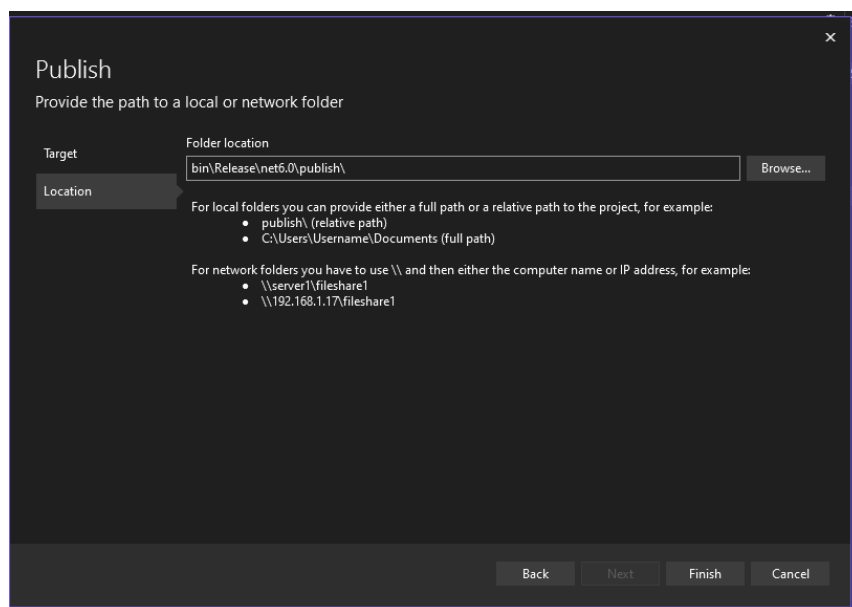 Publish
Provide the path to a local or network folder
Target
Location
Folder location
bin\Release\net6.0\publish\
Browse...
For local folders you can provide either a full path or a relative path to the project, for example:
● publish\ (relative path)
● C:\Users\Username\Documents (full path)
For network folders you have to use \\ and then either the computer name or IP address, for example:
● \\server1\fileshare1
● \\192.168.1.17\fileshare1
Back
Next
Finish
Cancel